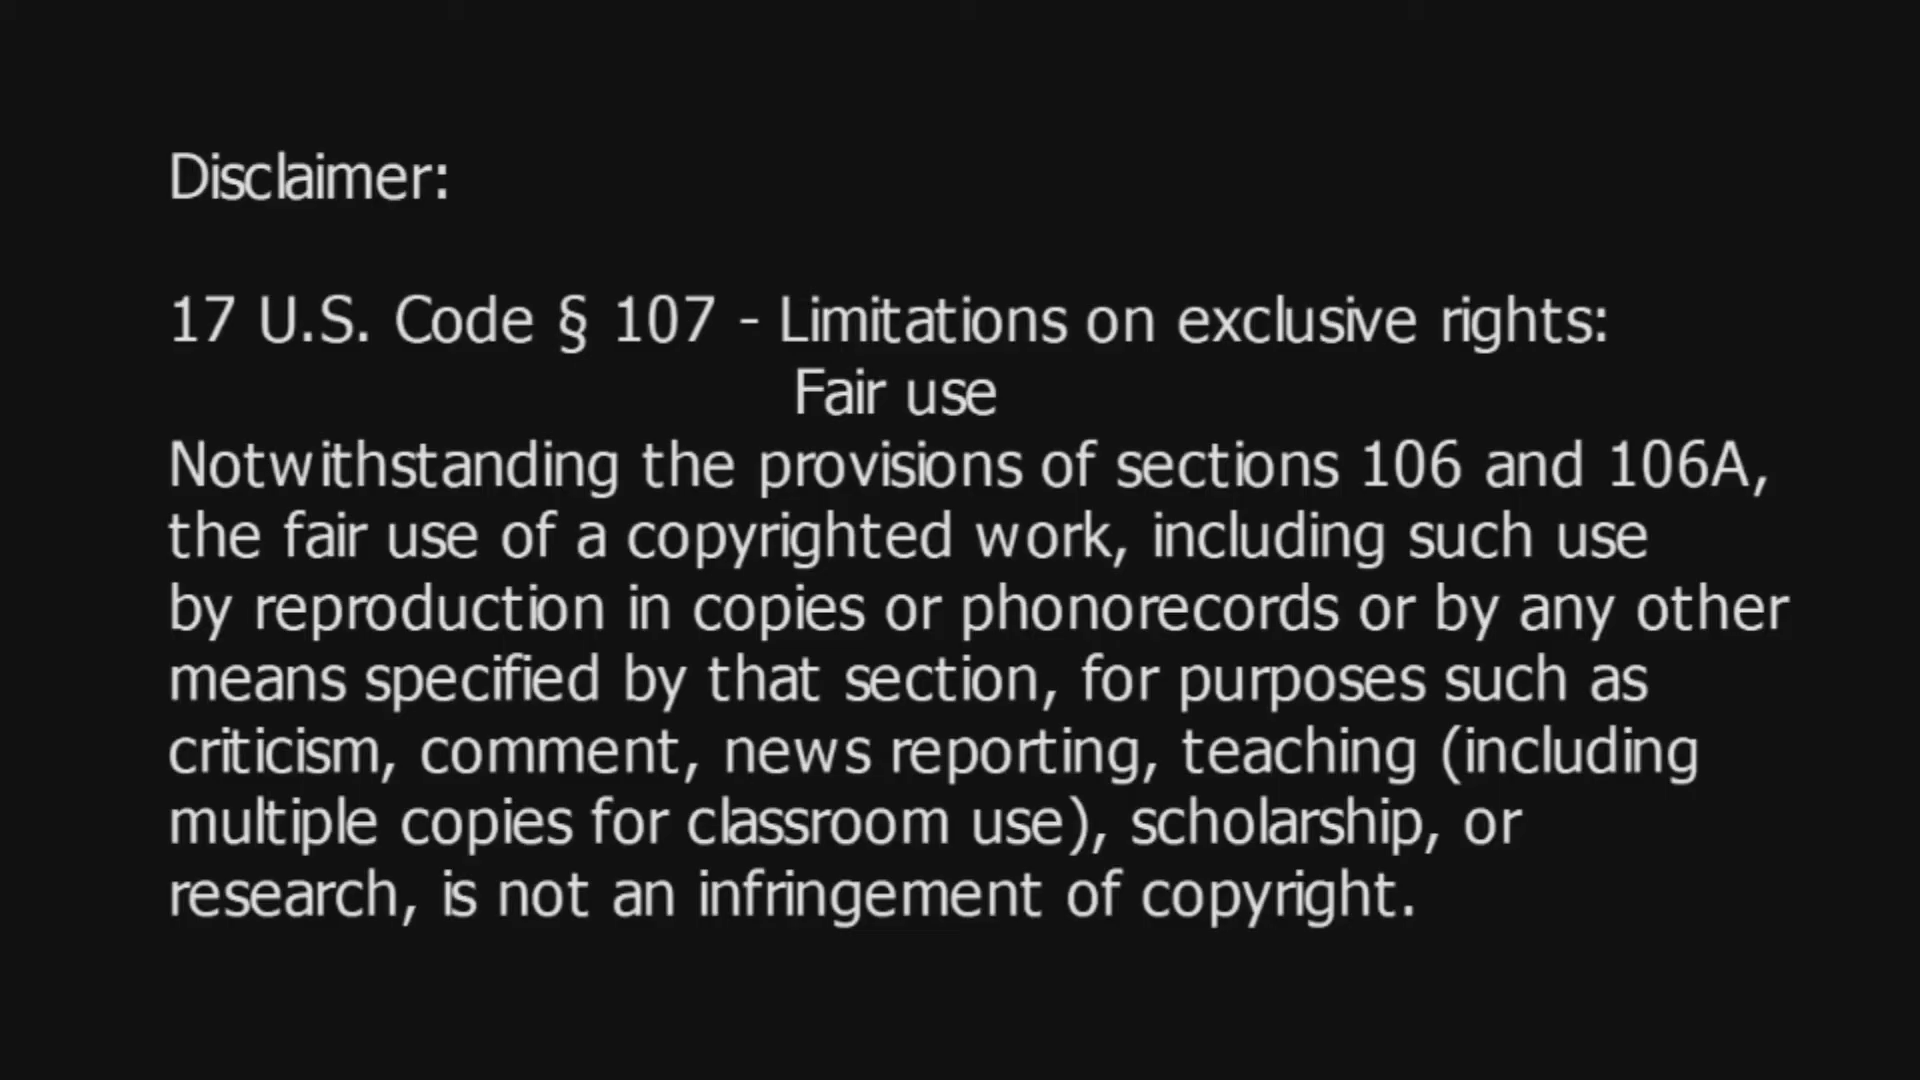 Disclaimer:
17 U.S. Code § 107 - Limitations on exclusive rights:
Fair use
Notwithstanding the provisions of sections 106 and 106A,
the fair use of a copyrighted work, including such use
by reproduction in copies or phonorecords or by any other
means specified by that section, for purposes such as
criticism, comment, news reporting, teaching (including
multiple copies for classroom use), scholarship, or
research, is not an infringement of copyright.